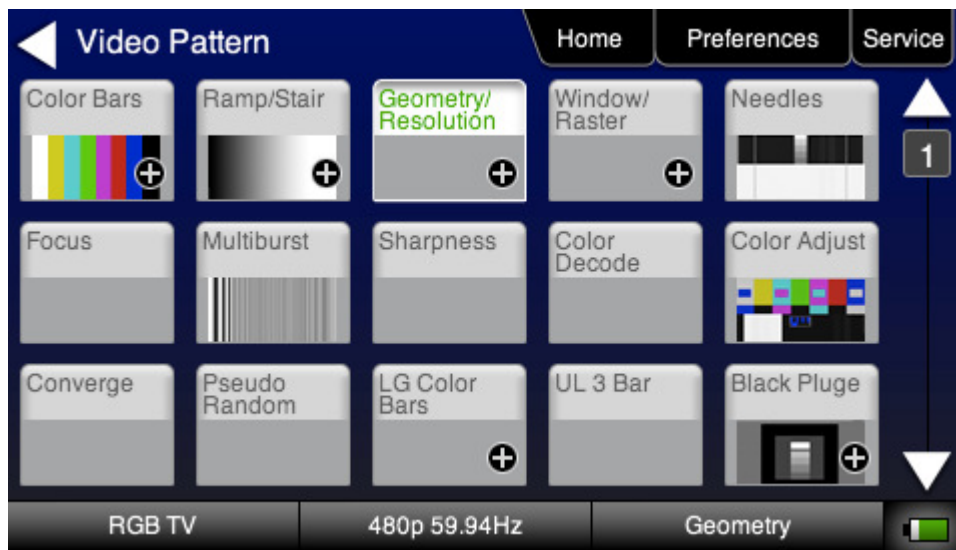 Video Pattern
Home
Preferences
Service
Color Bars
Ramp/Stair
Geometry/
Resolution
Window/
Raster
Needles
1
Focus
Multiburst
Sharpness
Color
Decode
Color Adjust
Converge
Pseudo
Random
LG Color
Bars
UL 3 Bar
Black Pluge
RGB TV
480p 59.94Hz
Geometry